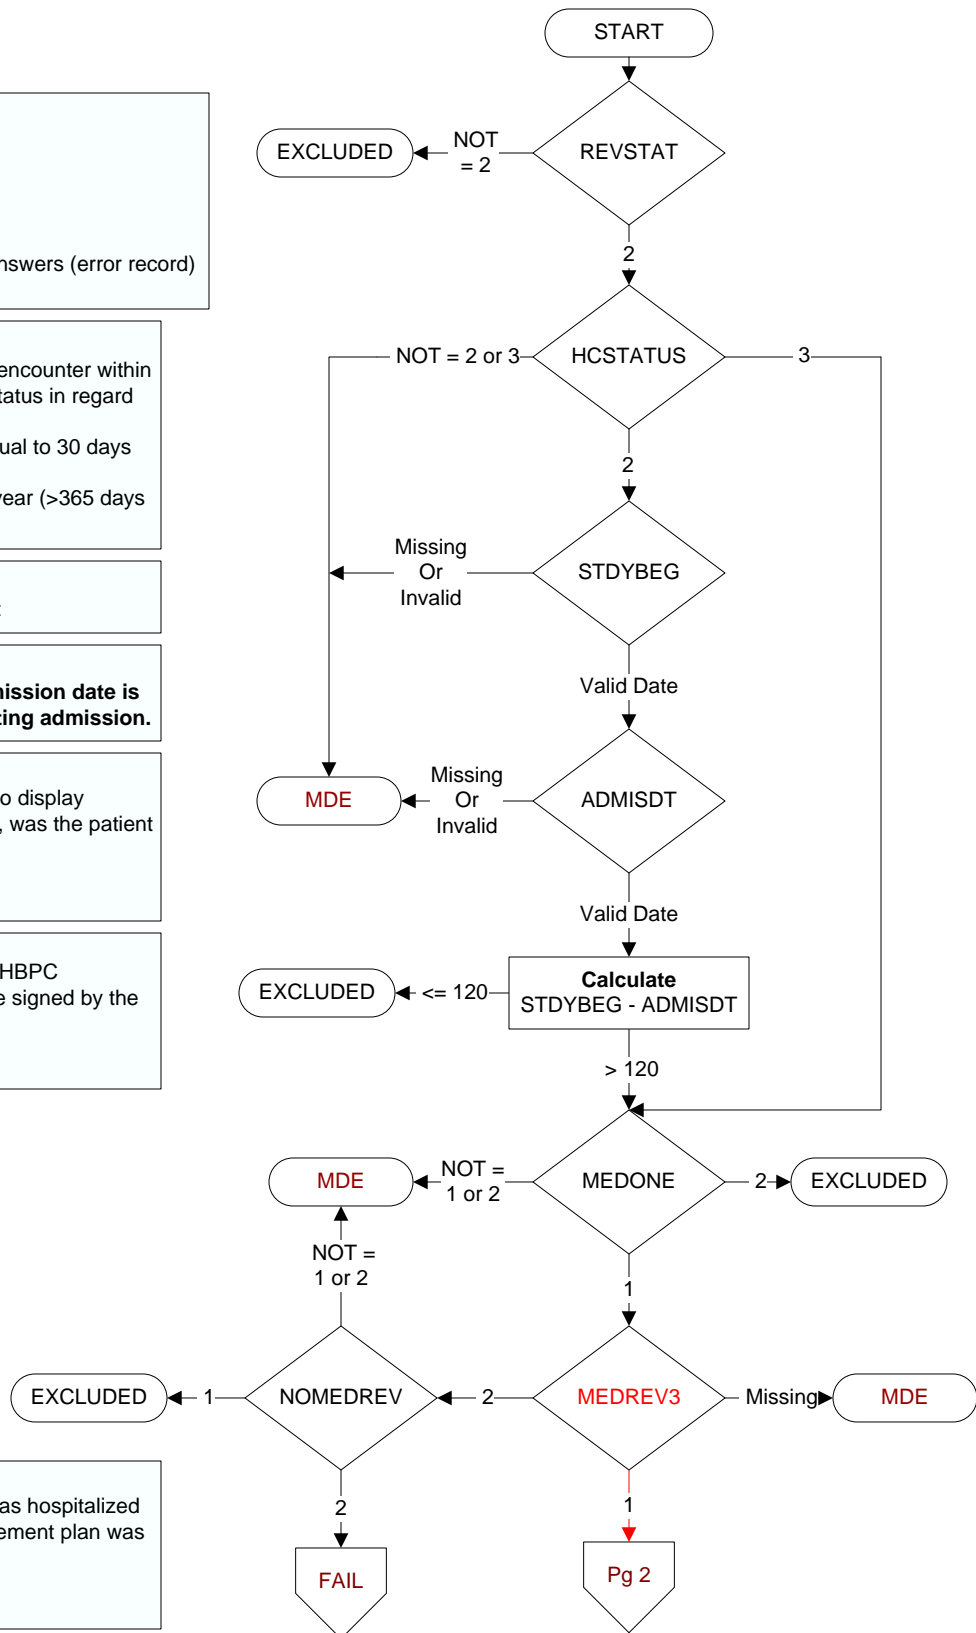 START
REVSTAT
NOT
= 2
EXCLUDED
2
nswers (error record)
HCSTATUS
NOT = 2 or 3
3
encounter within
tatus in regard
ual to 30 days
year (>365 days
2
STDYBEG
Missing
Or
Invalid
Valid Date
mission date is
ting admission.
ADMISDT
Missing
Or
Invalid
MDE
o display
, was the patient
Valid Date
Calculate
STDYBEG - ADMISDT
<= 120
EXCLUDED
HBPC
e signed by the
> 120
MEDONE
NOT =
1 or 2
MDE
2
EXCLUDED
NOT =
1 or 2
1
MEDREV3
Missing
MDE
2
NOMEDREV
1
EXCLUDED
2
FAIL
1
Pg 2
as hospitalized
ement plan was